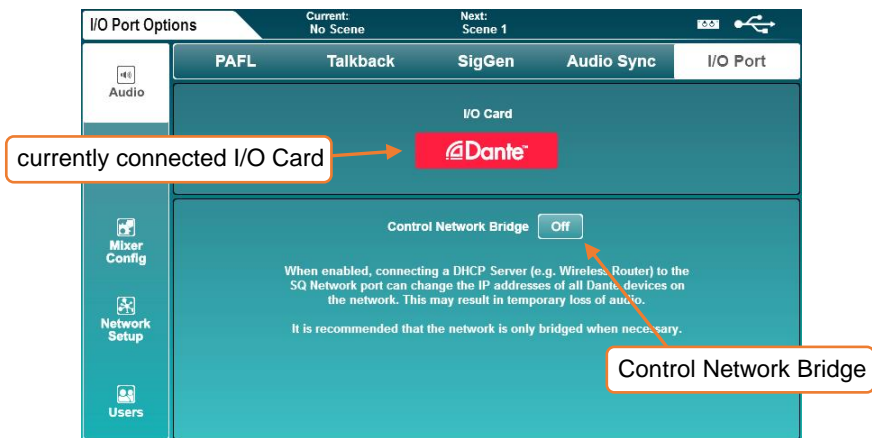 I/O Port Options
Current:
No Scene
Next:
Scene 1
PAFL
Talkback
SigGen
Audio Sync
I/O Port
Audio
I/O Card
Dante™
currently connected I/O Card
Mixer
Config
Control Network Bridge
Off
When enabled, connecting a DHCP Server (e.g. Wireless Router) to the
SQ Network port can change the IP addresses of all Dante devices on
the network. This may result in temporary loss of audio.
Network
Setup
It is recommended that the network is only bridged when necessary.
Control Network Bridge
Users